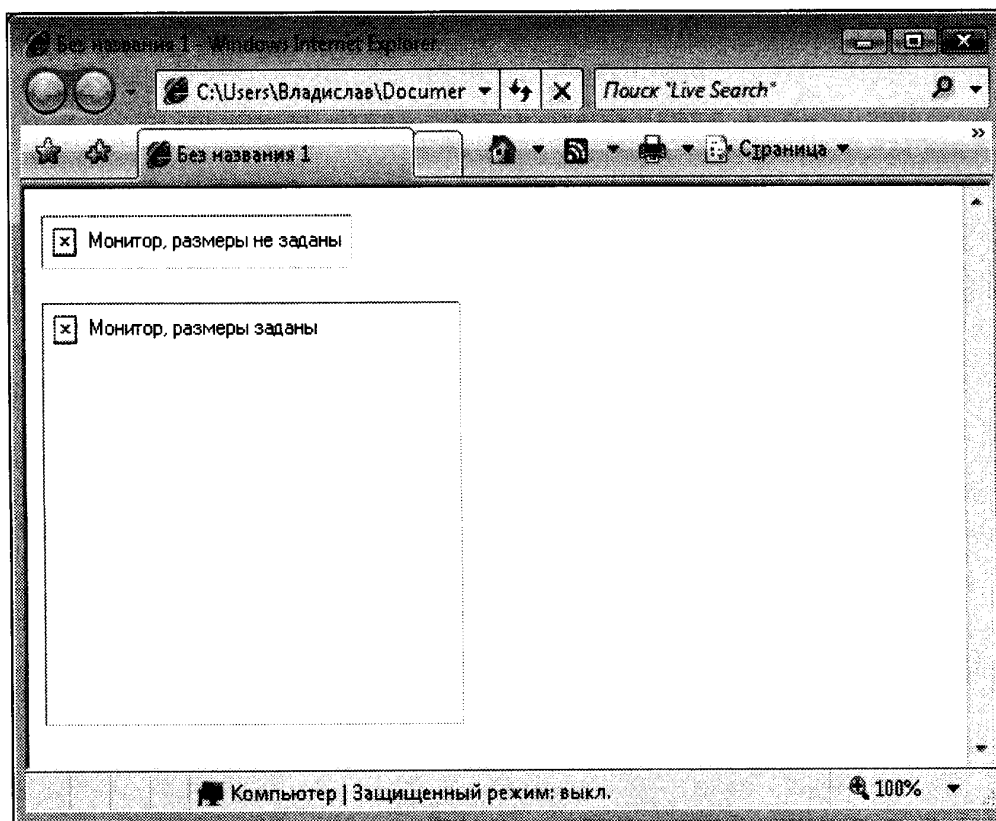 Без названия 1 - Windows Internet Explorer
C:\Users\Владислав\Documer
Поиск "Live Search"
Без названия 1
Страница
»
Монитор, размеры не заданы
Монитор, размеры заданы
Компьютер | Защищенный режим: выкл.
100%